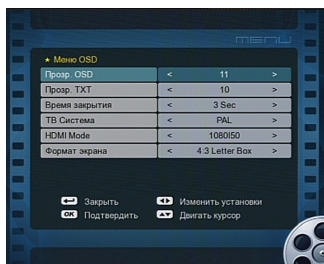 MENU
★ Меню OSD
Прозр. OSD < 11 >
Прозр. TXT < 10 >
Время закрытия < 3 Sec >
ТВ Система < PAL >
HDMI Mode < 1080I50 >
Формат экрана < 4:3 Letter Box >
Закрыть Изменить установки
OK Подтвердить Двигать курсор